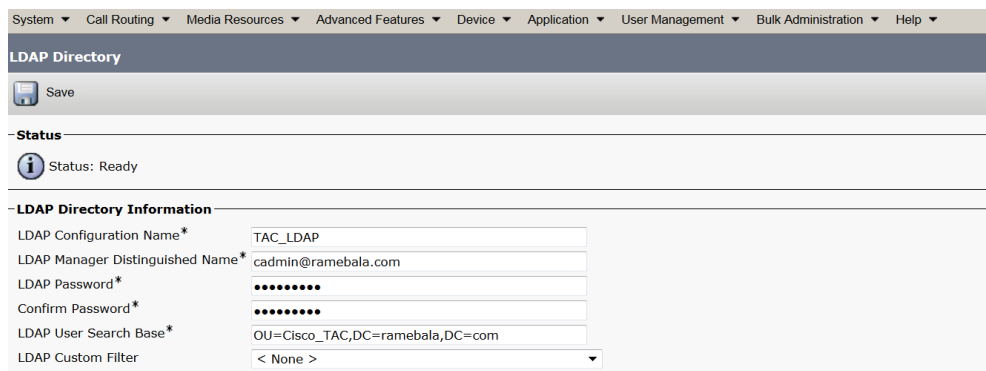 System ▼ Call Routing ▼ Media Resources ▼ Advanced Features ▼ Device ▼ Application ▼ User Management ▼ Bulk Administration ▼ Help ▼
LDAP Directory
Save
Status
Status: Ready
LDAP Directory Information
LDAP Configuration Name* TAC_LDAP
LDAP Manager Distinguished Name* cadmin@ramebala.com
LDAP Password* •••••••••
Confirm Password* •••••••••
LDAP User Search Base* OU=Cisco_TAC,DC=ramebala,DC=com
LDAP Custom Filter < None >